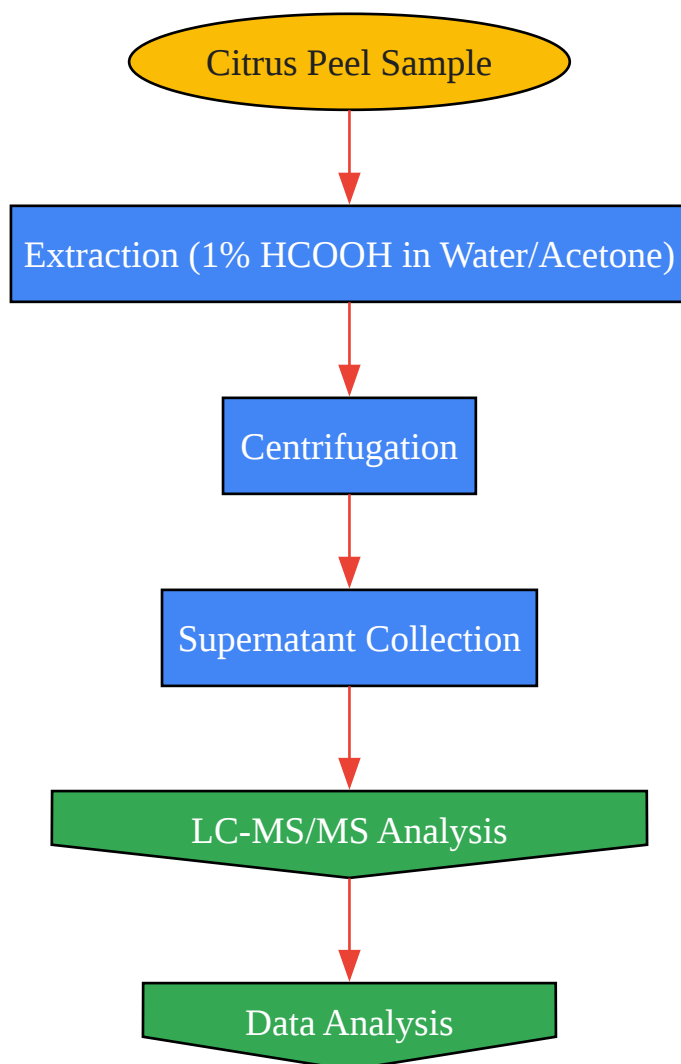 Citrus Peel Sample
Extraction (1% HCOOH in Water/Acetone)
Centrifugation
Supernatant Collection
LC-MS/MS Analysis
Data Analysis